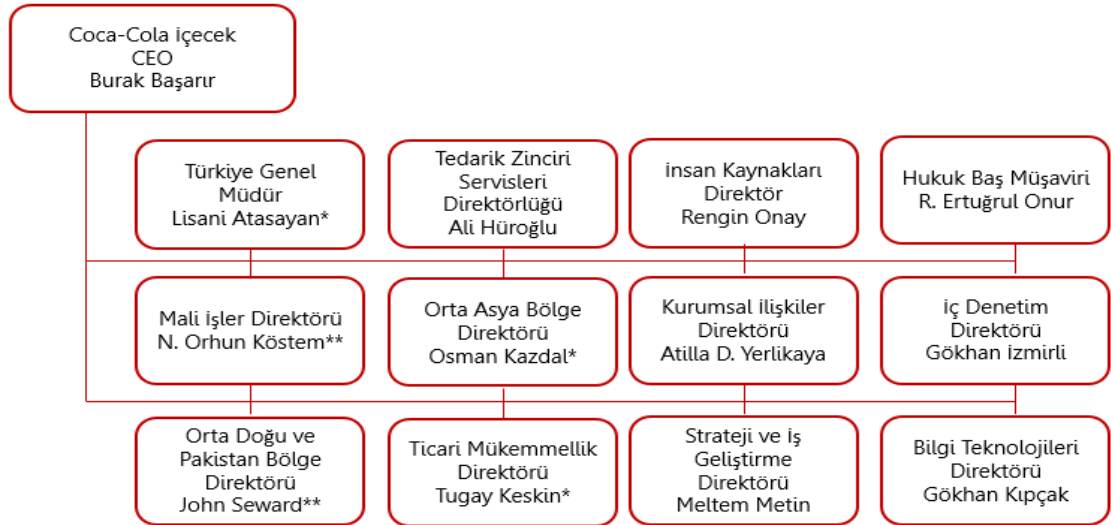 Coca-Cola İçecek
CEO
Burak Başarır
Türkiye Genel
Müdür
Lisani Atasayan*
Tedarik Zinciri
Servisleri
Direktörlüğü
Ali Hüroğlu
İnsan Kaynakları
Direktör
Rengin Onay
Hukuk Baş Müşaviri
R. Ertuğrul Onur
Mali İşler Direktörü
N. Orhun Köstem**
Orta Asya Bölge
Direktörü
Osman Kazdal*
Kurumsal İlişkiler
Direktörü
Atilla D. Yerlikaya
İç Denetim
Direktörü
Gökhan İzmirli
Orta Doğu ve
Pakistan Bölge
Direktörü
John Seward**
Ticari Mükemmellik
Direktörü
Tugay Keskin*
Strateji ve İş
Geliştirme
Direktörü
Meltem Metin
Bilgi Teknolojileri
Direktörü
Gökhan Kıpçak